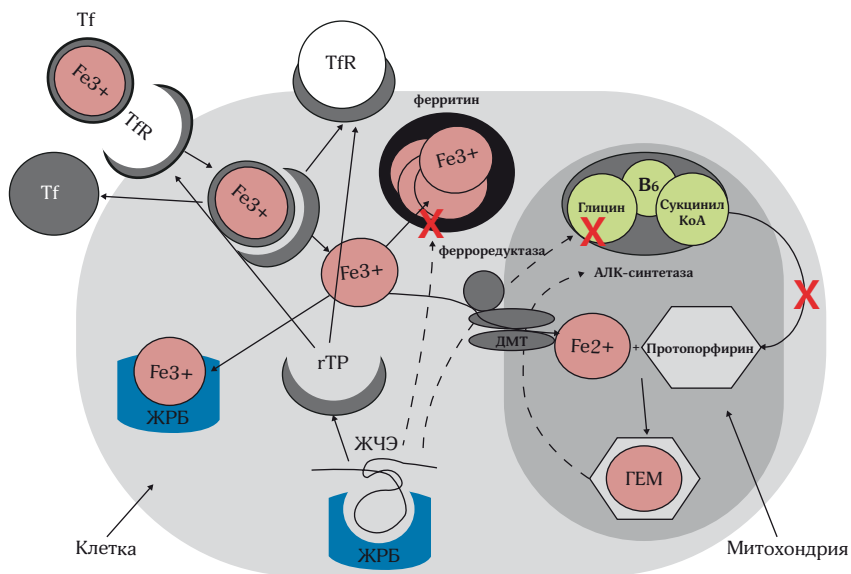 Tf
Fe3+
TfR
TfR
ферритин
Fe3+
Tf
Fe3+
B6
Глицин
Сукцинил
КоА
ферроредуктаза
Fe3+
АЛК-синтетаза
X
X
X
ДМТ
Fe2+
+
Протопорфирин
Fe3+
ЖРБ
rTP
ЖЧЭ
ГЕМ
ЖРБ
Клетка
Митохондрия